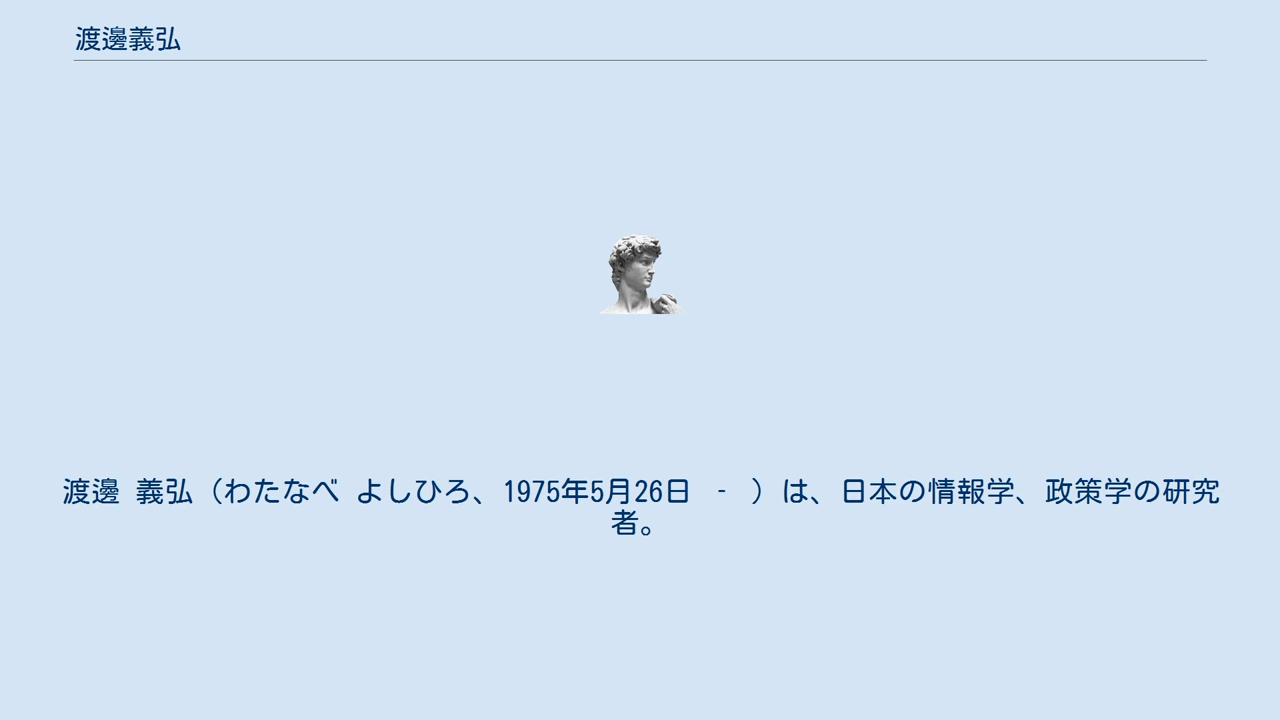 渡邊義弘
渡邊 義弘（わたなべ よしひろ、1975年5月26日 - ）は、日本の情報学、政策学の研究
者。